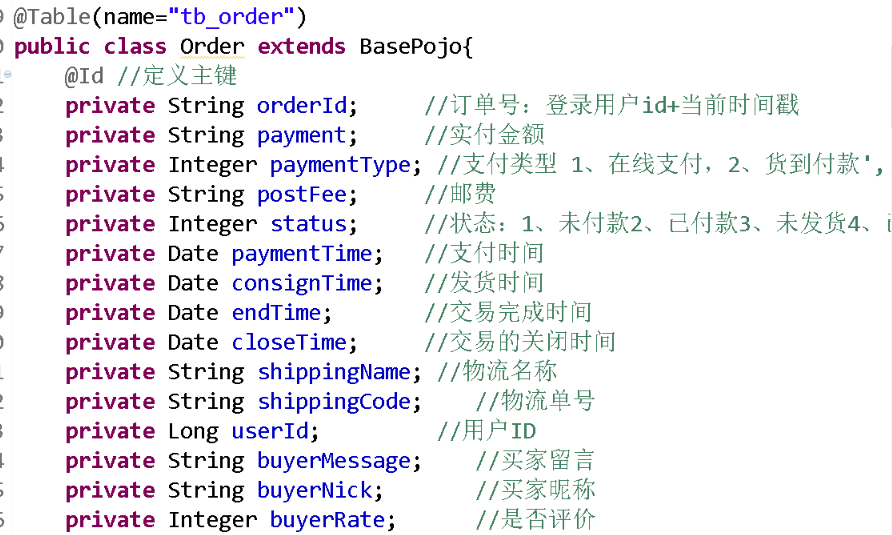 @Table(name="tb_order")
public class Order extends BasePojo{
@Id //定义主键
private String orderId; //订单号：登录用户id+当前时间戳
private String payment; //实付金额
private Integer paymentType; //支付类型 1、在线支付，2、货到付款',
private String postFee; //邮费
private Integer status; //状态：1、未付款2、已付款3、未发货4、
private Date paymentTime; //支付时间
private Date consignTime; //发货时间
private Date endTime; //交易完成时间
private Date closeTime; //交易的关闭时间
private String shippingName; //物流名称
private String shippingCode; //物流单号
private Long userId; //用户ID
private String buyerMessage; //买家留言
private String buyerNick; //买家昵称
private Integer buyerRate; //是否评价